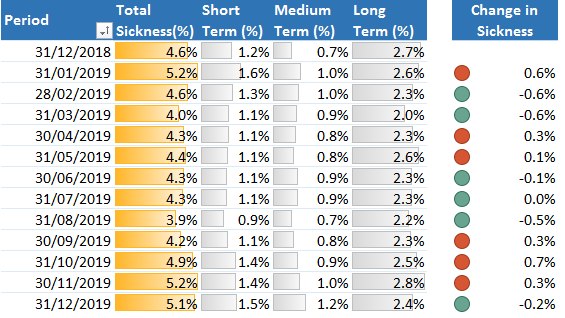 Period Total Sickness(%) Short Term (%) Medium Term (%) Long Term (%) Change in Sickness
31/12/2018 4.6% 1.2% 0.7% 2.7%
31/01/2019 5.2% 1.6% 1.0% 2.6% 0.6%
28/02/2019 4.6% 1.3% 1.0% 2.3% -0.6%
31/03/2019 4.0% 1.1% 0.9% 2.0% -0.6%
30/04/2019 4.3% 1.1% 0.8% 2.3% 0.3%
31/05/2019 4.4% 1.1% 0.8% 2.6% 0.1%
30/06/2019 4.3% 1.1% 0.9% 2.3% -0.1%
31/07/2019 4.3% 1.1% 0.9% 2.3% 0.0%
31/08/2019 3.9% 0.9% 0.7% 2.2% -0.5%
30/09/2019 4.2% 1.1% 0.8% 2.3% 0.3%
31/10/2019 4.9% 1.4% 0.9% 2.5% 0.7%
30/11/2019 5.2% 1.4% 1.0% 2.8% 0.3%
31/12/2019 5.1% 1.5% 1.2% 2.4% -0.2%